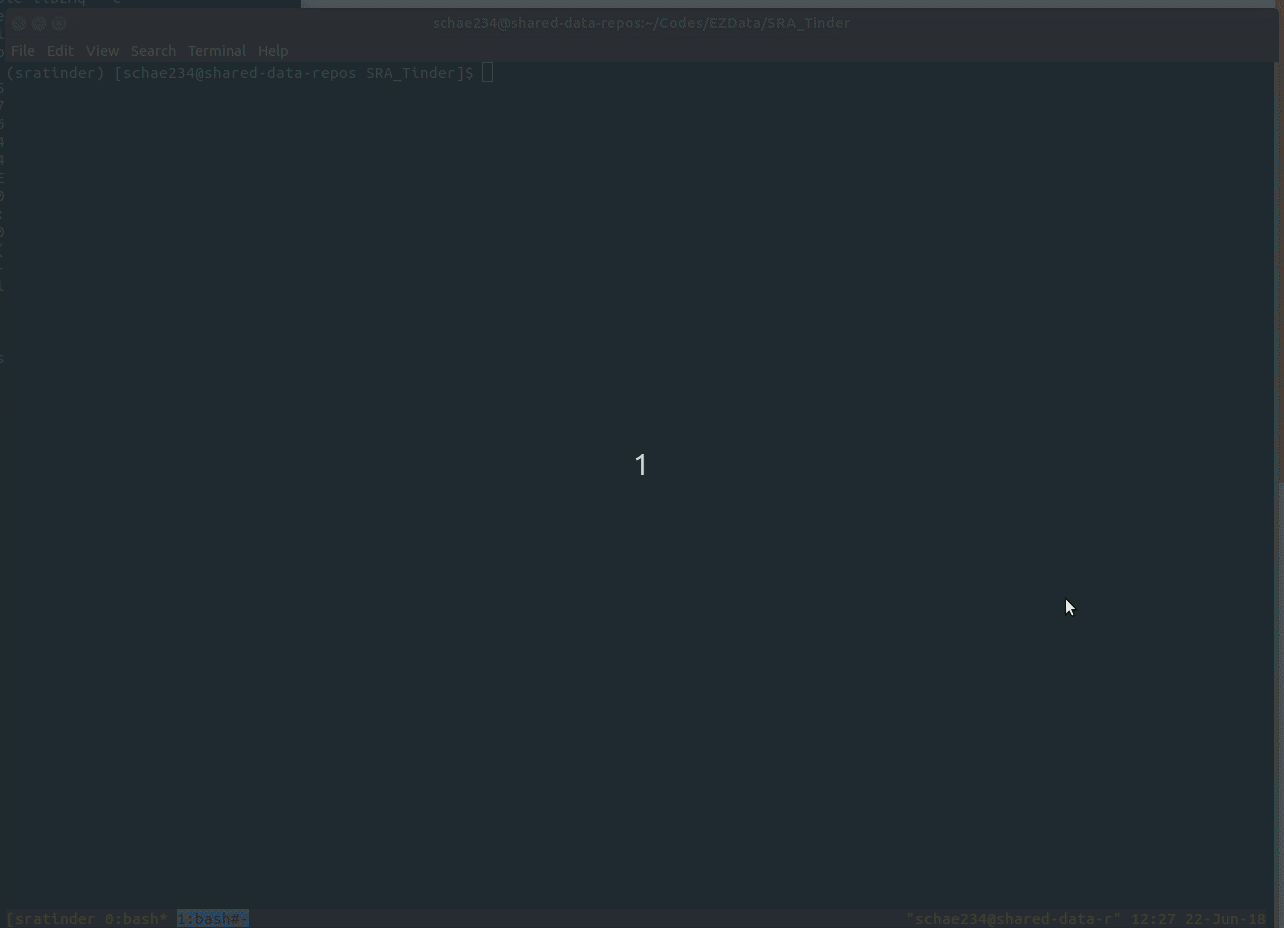 schae234@shared-data-repos:~/Codes/EZData/SRA_Tinder
File Edit View Search Terminal Help
(sratinder) [schae234@shared-data-repos SRA_Tinder]$
1
[sratinder 0:bash* 1:bash#- "schae234@shared-data-r" 12:27 22-Jun-18